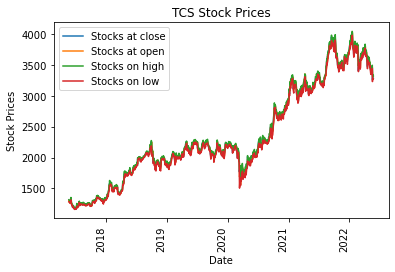 TCS Stock Prices
Stocks at close
Stocks at open
Stocks on high
Stocks on low
4000
3500
3000
2500
2000
1500
Stock Prices
2018
2019
2020
2021
2022
Date